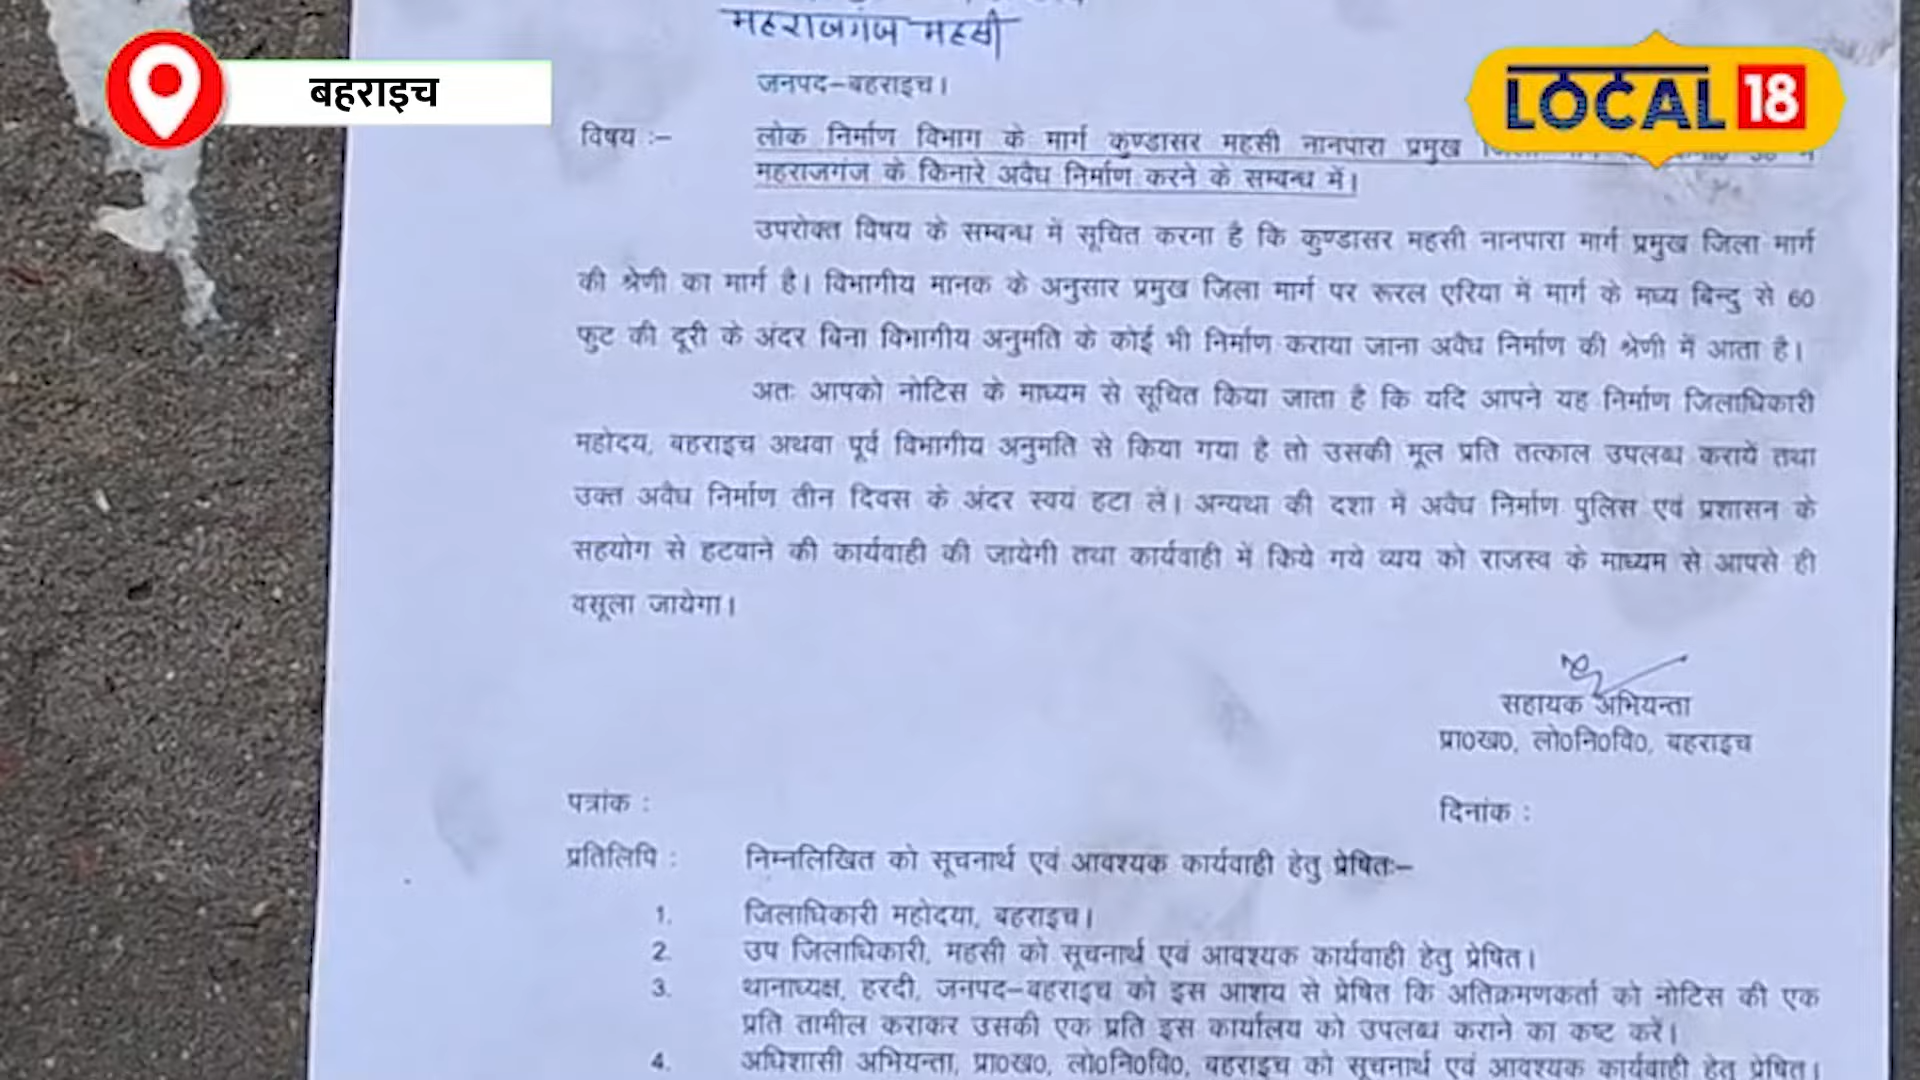 महराजगंज महसी
बहराइच
LOCAL 18
जनपद–बहराइच।
विषय :– लोक निर्माण विभाग के मार्ग कुण्डासर महसी नानपारा प्रमुख
महराजगंज के किनारे अवैध निर्माण करने के सम्बन्ध में।
उपरोक्त विषय के सम्बन्ध में सूचित करना है कि कुण्डासर महसी नानपारा मार्ग प्रमुख जिला मार्ग
की श्रेणी का मार्ग है। विभागीय मानक के अनुसार प्रमुख जिला मार्ग पर रूरल एरिया में मार्ग के मध्य बिन्दु से 60
फुट की दूरी के अंदर बिना विभागीय अनुमति के कोई भी निर्माण कराया जाना अवैध निर्माण की श्रेणी में आता है।
अतः आपको नोटिस के माध्यम से सूचित किया जाता है कि यदि आपने यह निर्माण जिलाधिकारी
महोदय, बहराइच अथवा पूर्व विभागीय अनुमति से किया गया है तो उसकी मूल प्रति तत्काल उपलब्ध करायें तथा
उक्त अवैध निर्माण तीन दिवस के अंदर स्वयं हटा लें। अन्यथा की दशा में अवैध निर्माण पुलिस एवं प्रशासन के
सहयोग से हटवाने की कार्यवाही की जायेगी तथा कार्यवाही में किये गये व्यय को राजस्व के माध्यम से आपसे ही
वसूला जायेगा।
सहायक अभियन्ता
प्रा0ख0, लो0नि0वि0, बहराइच
पत्रांक : दिनांक :
प्रतिलिपि : निम्नलिखित को सूचनार्थ एवं आवश्यक कार्यवाही हेतु प्रेषितः–
1. जिलाधिकारी महोदया, बहराइच।
2. उप जिलाधिकारी, महसी को सूचनार्थ एवं आवश्यक कार्यवाही हेतु प्रेषित।
3. थानाध्यक्ष, हरदी, जनपद–बहराइच को इस आशय से प्रेषित कि अतिक्रमणकर्ता को नोटिस की एक
प्रति तामील कराकर उसकी एक प्रति इस कार्यालय को उपलब्ध कराने का कष्ट करें।
4. अधिशासी अभियन्ता, प्रा0ख0, लो0नि0वि0, बहराइच को सूचनार्थ एवं आवश्यक कार्यवाही हेतु प्रेषित।